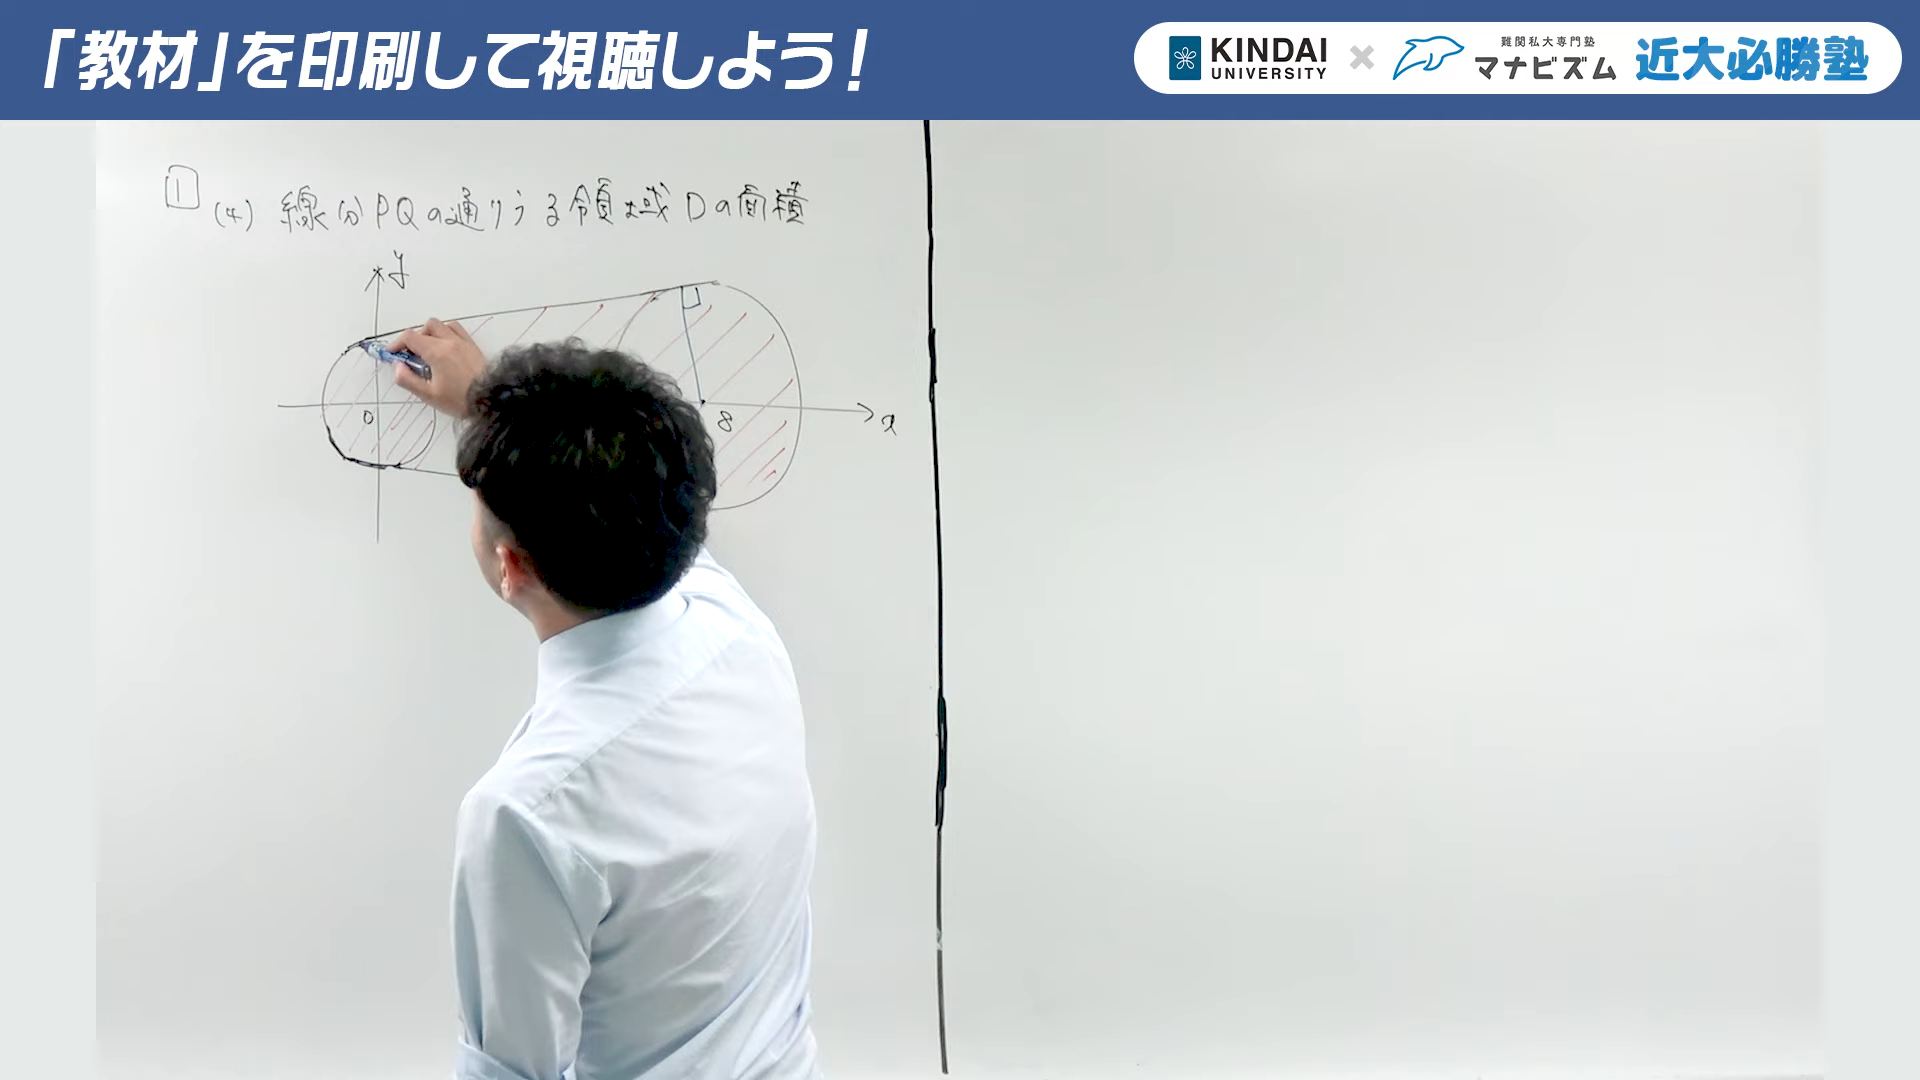 「教材」を印刷して視聴しよう！
KINDAI UNIVERSITY × 難関私大専門塾 マナビズム 近大必勝塾
1 (4) 線分PQの通りうる領域Dの面積
y
0
8
x